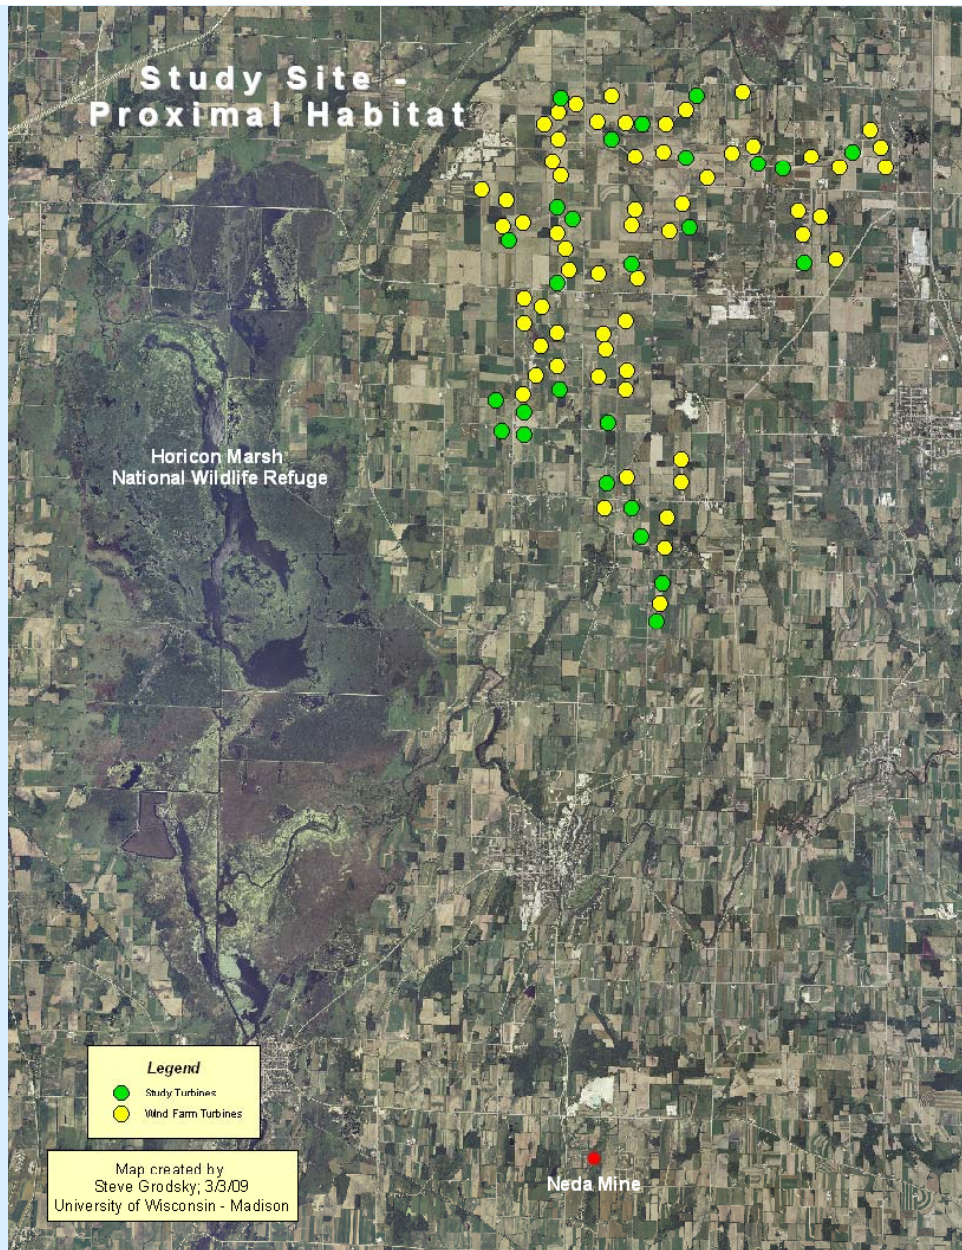 Study Site -
Proximal Habitat
Horicon Marsh
National Wildlife Refuge
Legend
Study Turbines
Wind Farm Turbines
Map created by
Steve Grodsky; 3/3/09
University of Wisconsin - Madison
Neda Mine